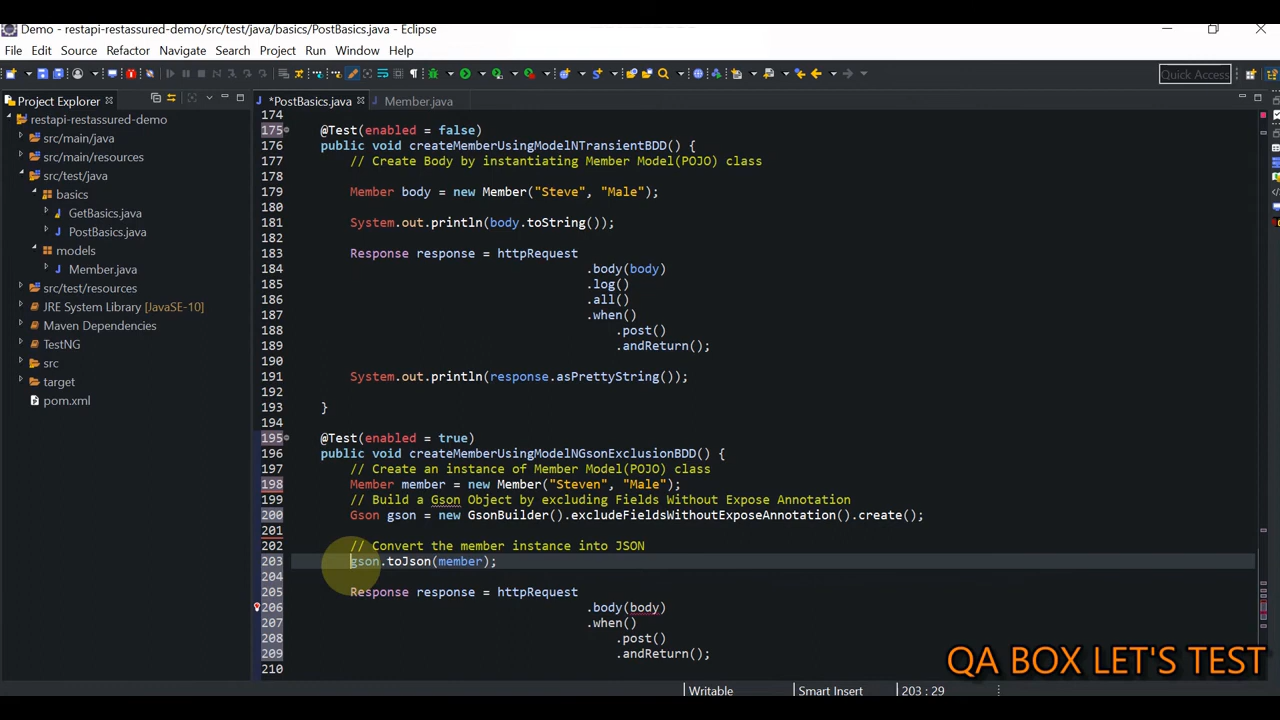 Demo - restapi-restassured-demo/src/test/java/basics/PostBasics.java - Eclipse
File Edit Source Refactor Navigate Search Project Run Window Help
Quick Access
Project Explorer
*PostBasics.java Member.java
restapi-restassured-demo
src/main/java
src/main/resources
src/test/java
basics
GetBasics.java
PostBasics.java
models
Member.java
src/test/resources
JRE System Library [JavaSE-10]
Maven Dependencies
TestNG
src
target
pom.xml
174
175 @Test(enabled = false)
176 public void createMemberUsingModelNTransientBDD() {
177 // Create Body by instantiating Member Model(POJO) class
178
179 Member body = new Member("Steve", "Male");
180
181 System.out.println(body.toString());
182
183 Response response = httpRequest
184 .body(body)
185 .log()
186 .all()
187 .when()
188 .post()
189 .andReturn();
190
191 System.out.println(response.asPrettyString());
192
193 }
194
195 @Test(enabled = true)
196 public void createMemberUsingModelNGsonExclusionBDD() {
197 // Create an instance of Member Model(POJO) class
198 Member member = new Member("Steven", "Male");
199 // Build a Gson Object by excluding Fields Without Expose Annotation
200 Gson gson = new GsonBuilder().excludeFieldsWithoutExposeAnnotation().create();
201
202 // Convert the member instance into JSON
203 gson.toJson(member);
204
205 Response response = httpRequest
206 .body(body)
207 .when()
208 .post()
209 .andReturn();
210
QA BOX LET'S TEST
Writable Smart Insert 203 : 29